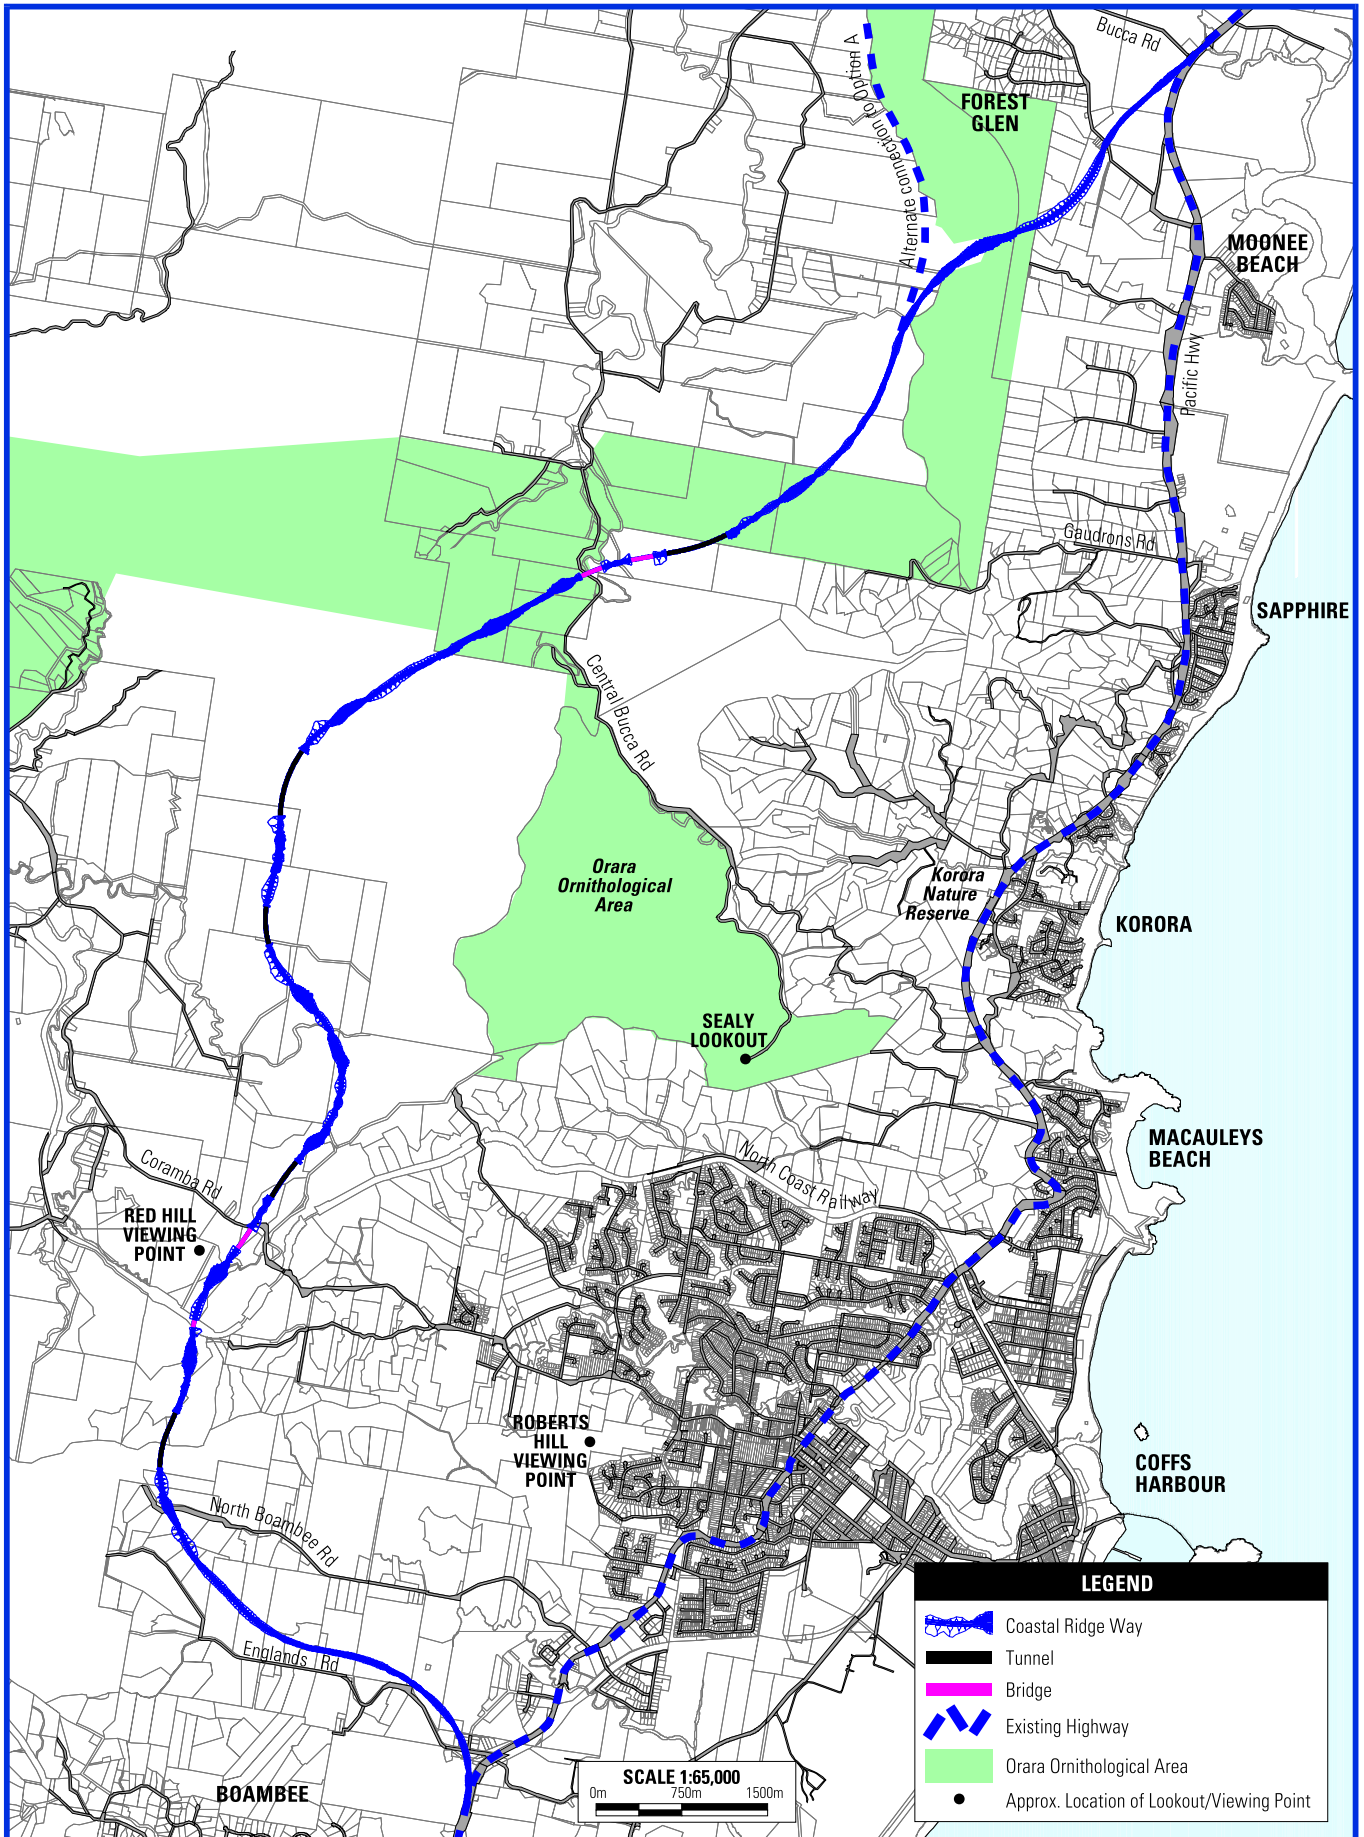 Bucca Rd
Alternate connection to Option A
FOREST
GLEN
MOONEE
BEACH
Pacific Hwy
Gaudrons Rd
SAPPHIRE
Central Bucca Rd
Orara
Ornithological
Area
Korora
Nature
Reserve
KORORA
SEALY
LOOKOUT
MACAULEYS
BEACH
North Coast Railway
Coramba Rd
RED HILL
VIEWING
POINT
ROBERTS
HILL
VIEWING
POINT
COFFS
HARBOUR
North Boambee Rd
Englands Rd
BOAMBEE
SCALE 1:65,000
0m 750m 1500m
LEGEND
Coastal Ridge Way
Tunnel
Bridge
Existing Highway
Orara Ornithological Area
Approx. Location of Lookout/Viewing Point